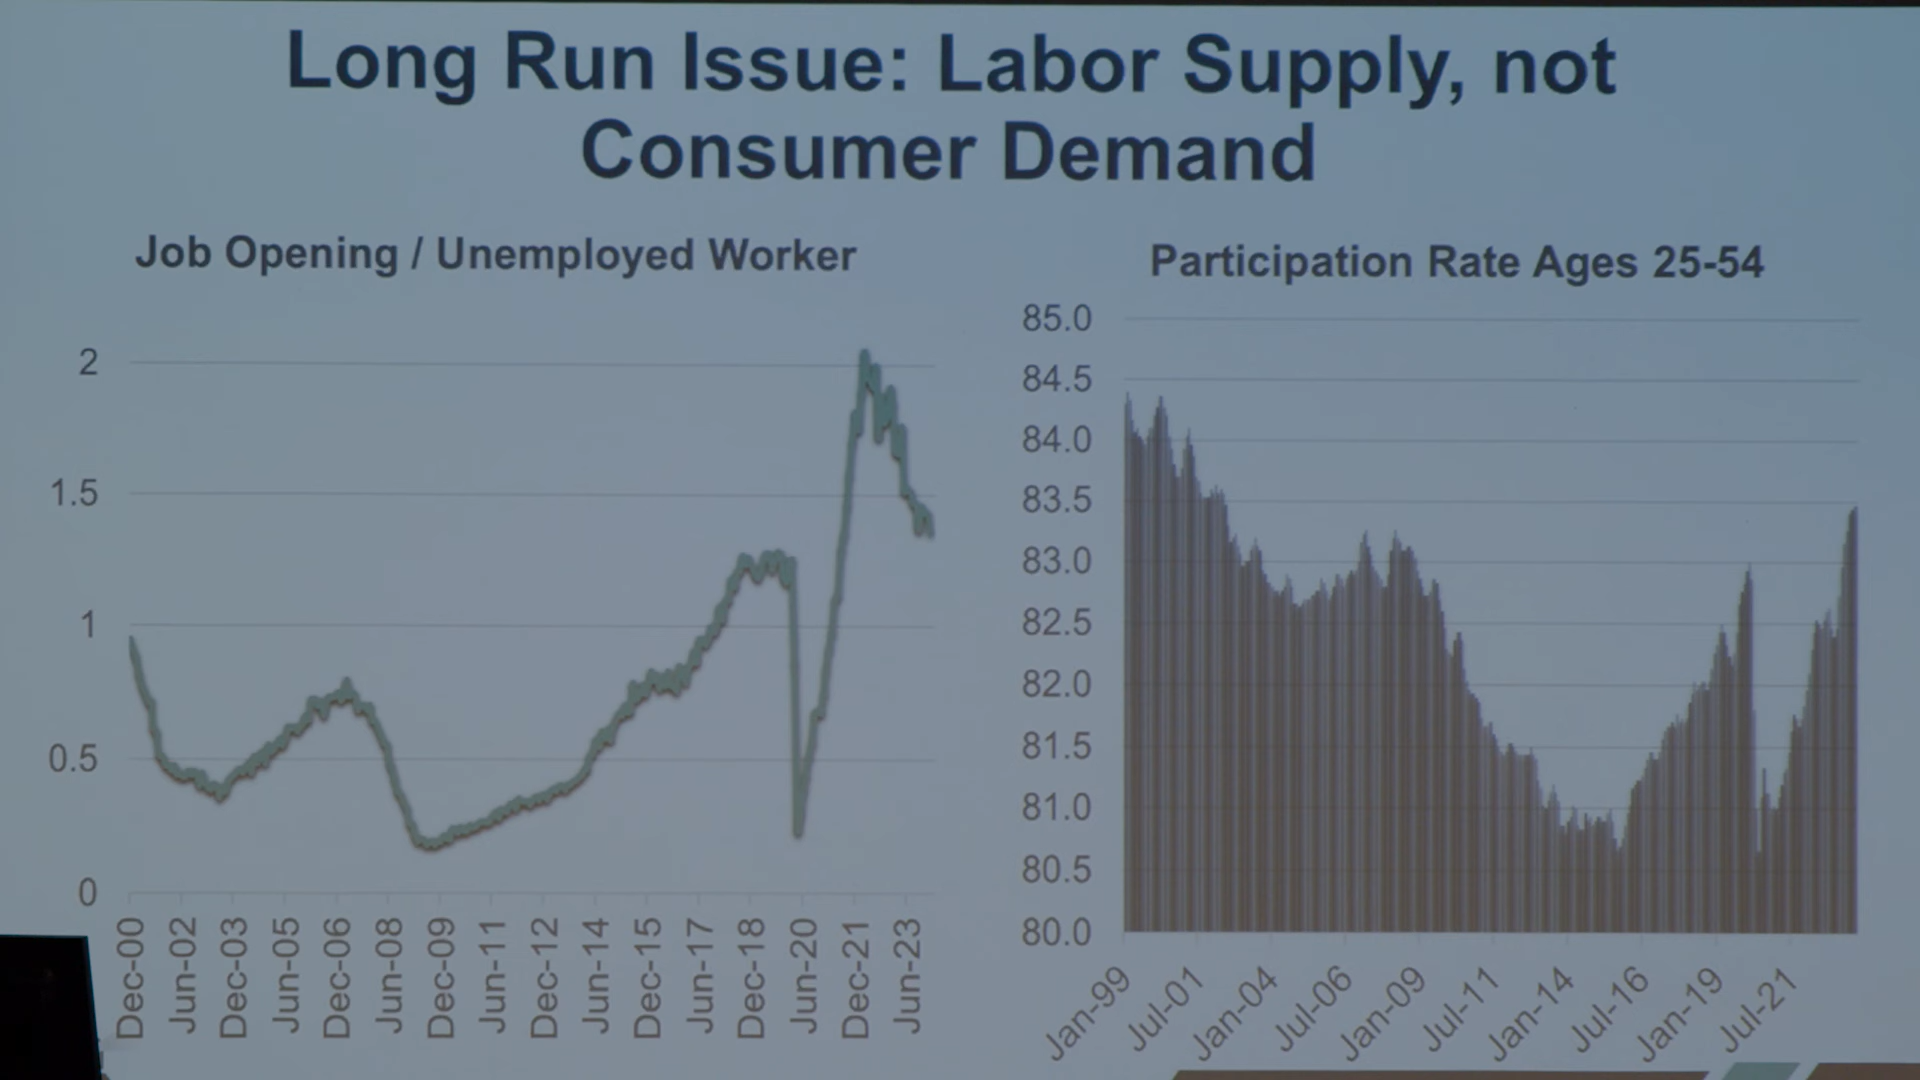 Long Run Issue: Labor Supply, not
Consumer Demand
Job Opening / Unemployed Worker
2
1.5
1
0.5
0
Dec-00
Jun-02
Dec-03
Jun-05
Dec-06
Jun-08
Dec-09
Jun-11
Dec-12
Jun-14
Dec-15
Jun-17
Dec-18
Jun-20
Dec-21
Jun-23
Participation Rate Ages 25-54
85.0
84.5
84.0
83.5
83.0
82.5
82.0
81.5
81.0
80.5
80.0
Jan-99
Jul-01
Jan-04
Jul-06
Jan-09
Jul-11
Jan-14
Jul-16
Jan-19
Jul-21